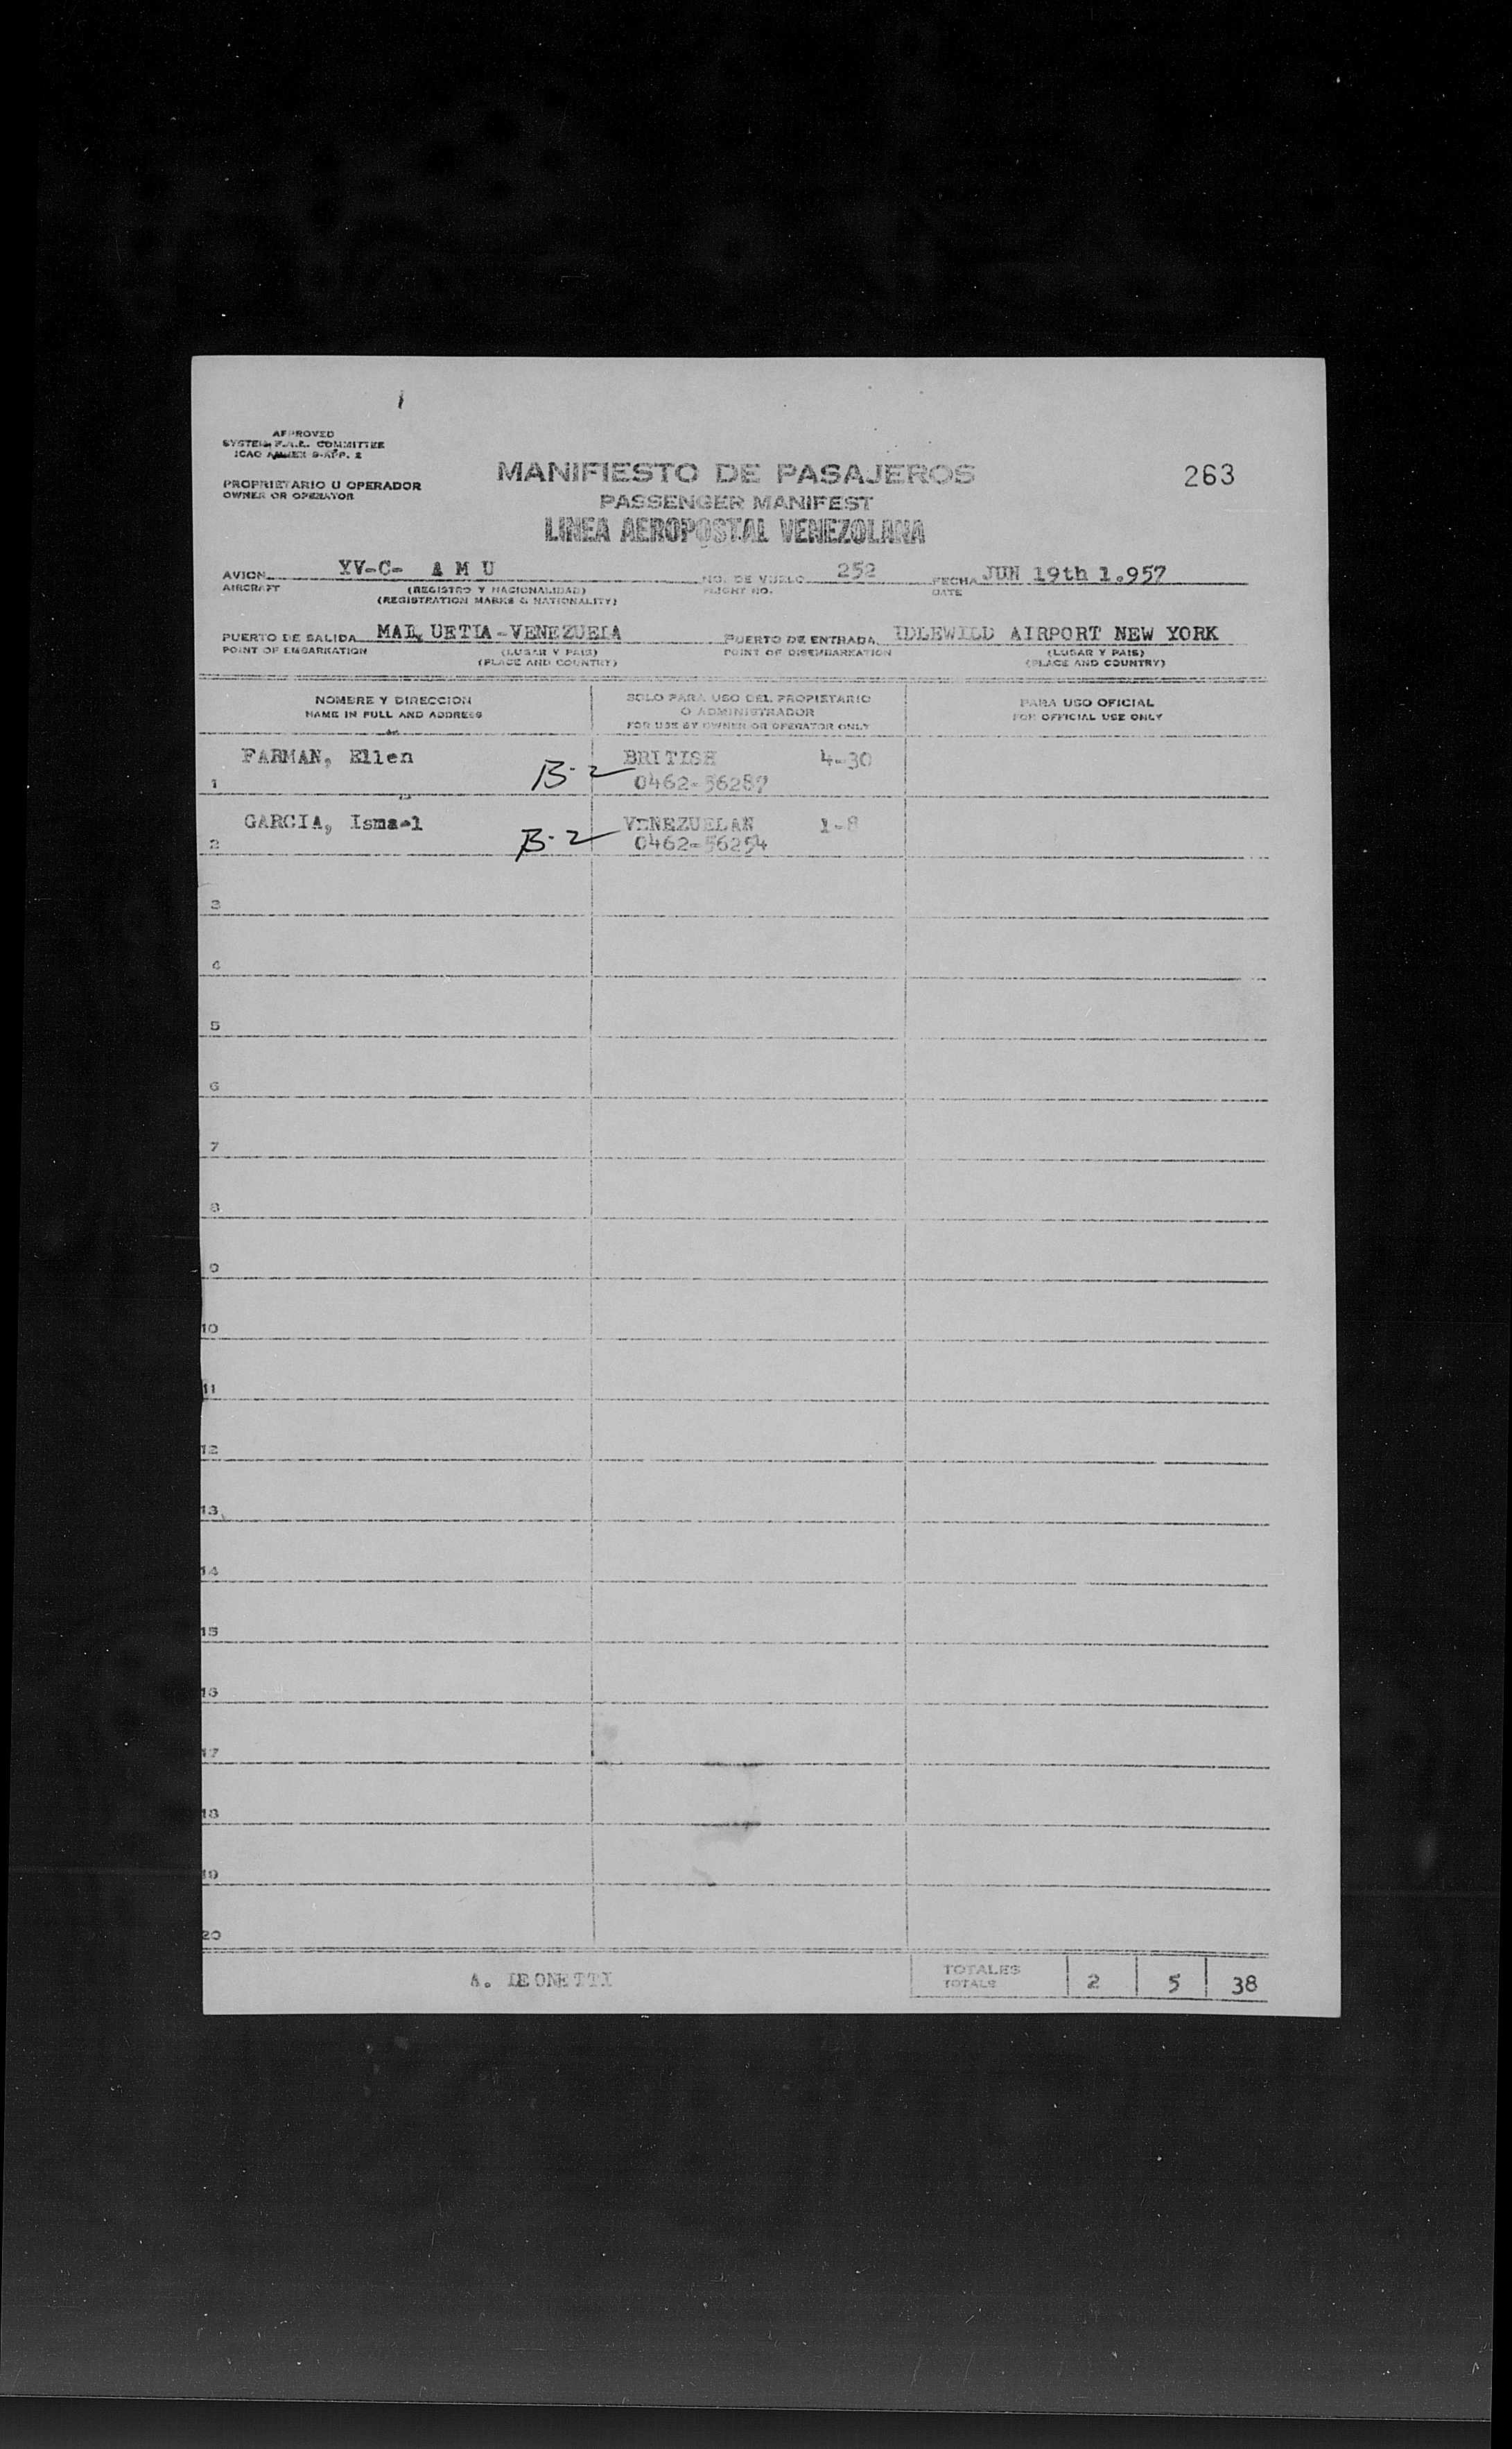 APPROVED
SYSTEM F.A.L. COMMITTEE
ICAO ANNEX 9-APP. 2
MANIFIESTO DE PASAJEROS
263
PROPRIETARIO U OPERADOR
OWNER OR OPERATOR
PASSENGER MANIFEST
LINEA AEROPOSTAL VENEZOLANA
AVION YV-C- A M U NO. DE VUELO 252 FECHA JUN 19th 1.957
AIRCRAFT (REGISTRO Y NACIONALIDAD) FLIGHT NO. DATE
(REGISTRATION MARKS & NATIONALITY)
PUERTO DE SALIDA MAI UETIA-VENEZUELA PUERTO DE ENTRADA IDLEWILD AIRPORT NEW YORK
POINT OF EMBARKATION (LUGAR Y PAIS) POINT OF DISEMBARKATION (LUGAR Y PAIS)
(PLACE AND COUNTRY) (PLACE AND COUNTRY)
NOMBRE Y DIRECCION SOLO PARA USO DEL PROPIETARIO PARA USO OFICIAL
NAME IN FULL AND ADDRESS O ADMINISTRADOR FOR OFFICIAL USE ONLY
FOR USE BY OWNER OR OPERATOR ONLY
FARMAN, Ellen BRITISH 4-30
1 B-2 0462-56287
GARCIA, Ismael VENEZUELAN 1-8
2 B-2 0462-56254
3
4
5
6
7
8
9
10
11
12
13
14
15
16
17
18
19
20
A. LEONETTI TOTALES 2 5 38
TOTALS